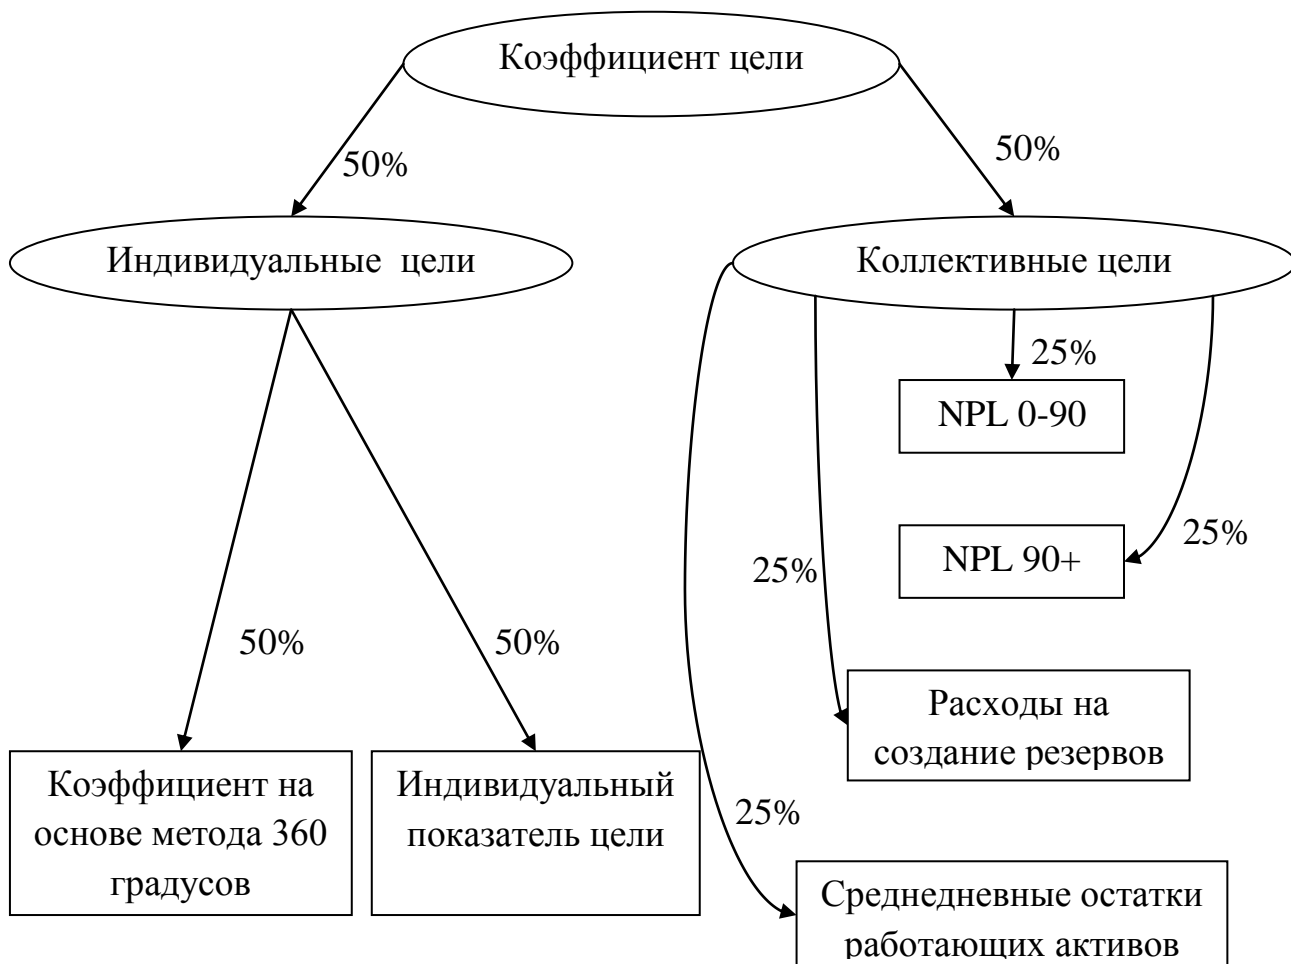 Коэффициент цели
50%
50%
Индивидуальные цели
Коллективные цели
25%
NPL 0-90
25%
NPL 90+
25%
50%
50%
Расходы на
создание резервов
Коэффициент на
основе метода 360
градусов
Индивидуальный
показатель цели
25%
Среднедневные остатки
работающих активов